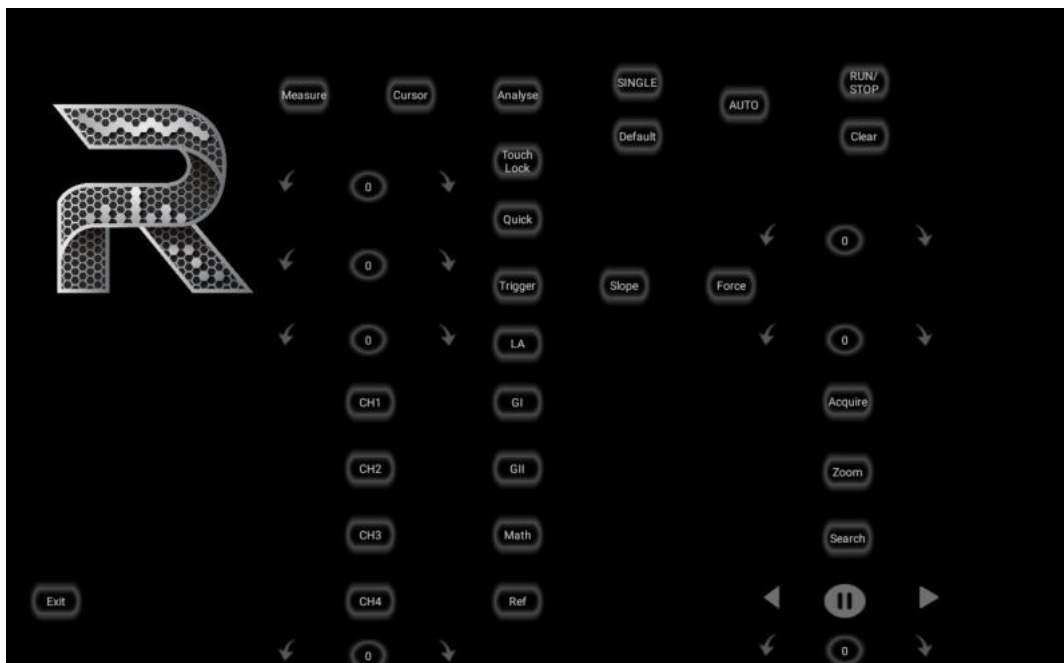 Measure
Cursor
Analyse
SINGLE
AUTO
RUN/
STOP
Default
Clear
Touch
Lock
0
Quick
0
0
Trigger
Slope
Force
0
LA
0
CH1
GI
Acquire
CH2
GII
Zoom
CH3
Math
Search
Exit
CH4
Ref
0
0